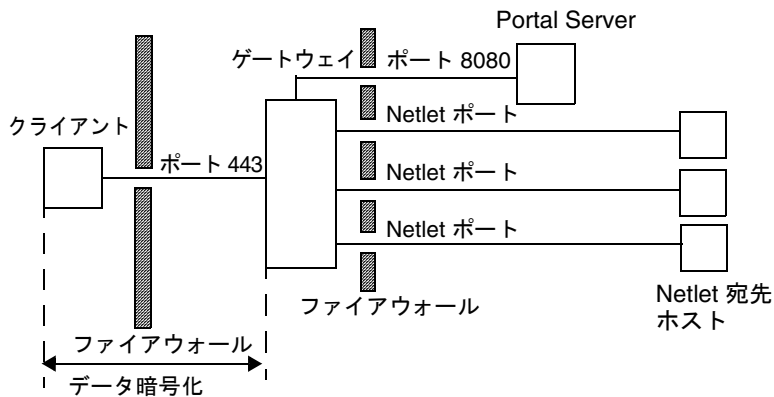 Portal Server
ゲートウェイ
ポート 8080
クライアント
Netlet ポート
ポート 443
Netlet ポート
Netlet ポート
Netlet 宛先
ホスト
ファイアウォール
ファイアウォール
データ暗号化